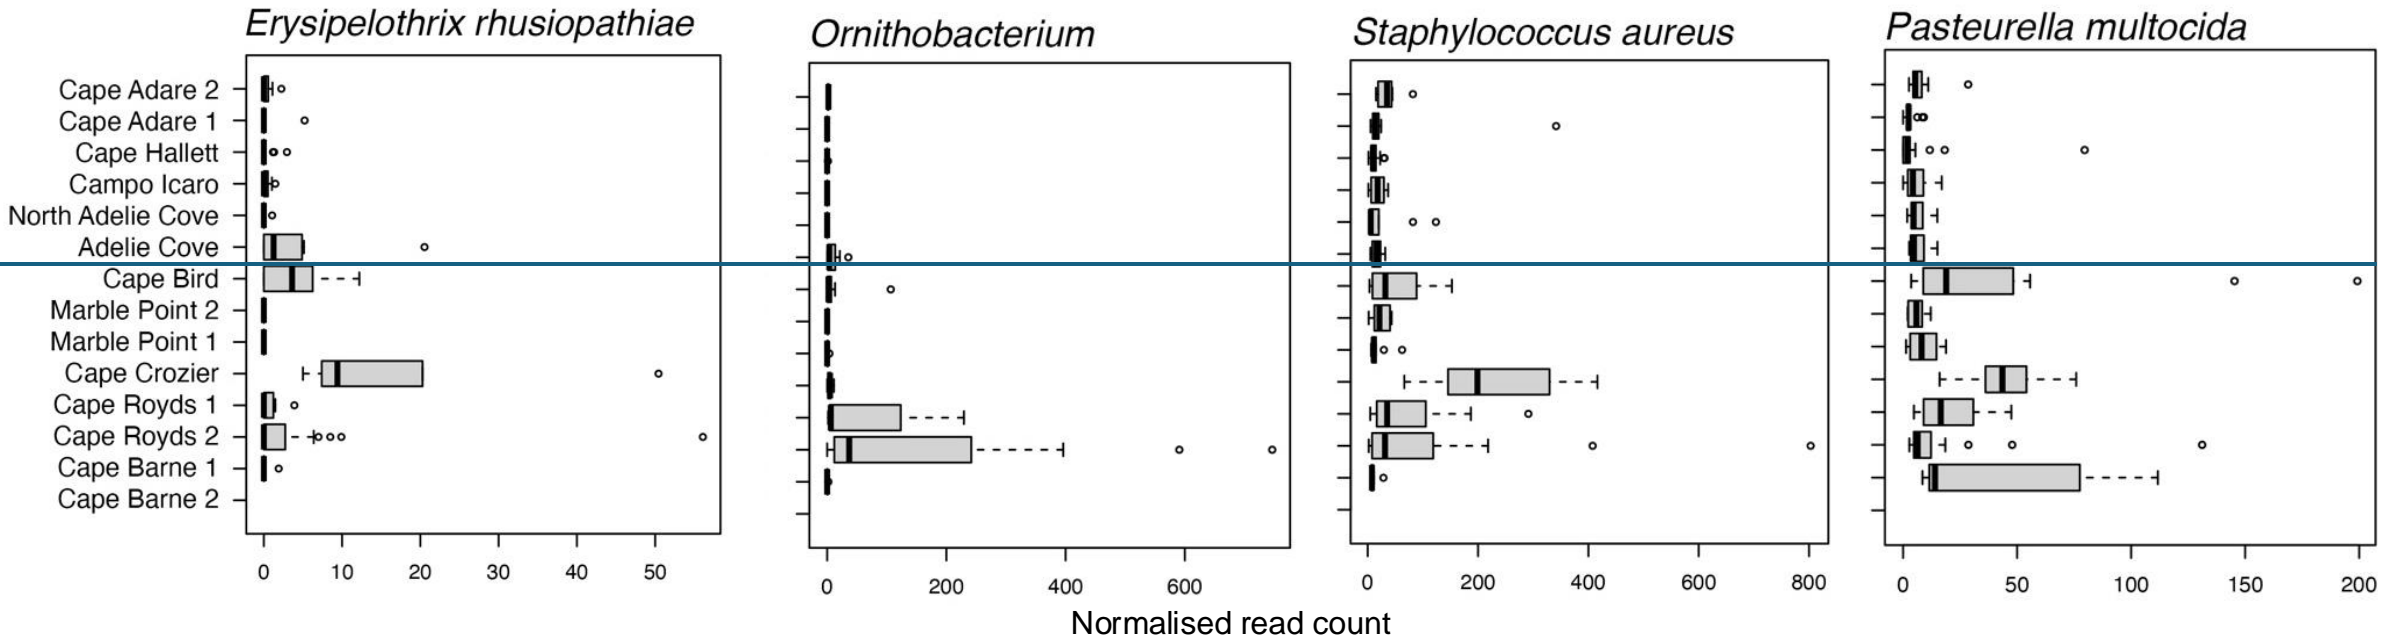 Erysipelothrix rhusiopathiae
Ornithobacterium
Staphylococcus aureus
Pasteurella multocida
Cape Adare 2
Cape Adare 1
Cape Hallett
Campo Icaro
North Adelie Cove
Adelie Cove
Cape Bird
Marble Point 2
Marble Point 1
Cape Crozier
Cape Royds 1
Cape Royds 2
Cape Barne 1
Cape Barne 2
0 10 20 30 40 50
0 200 400 600
0 200 400 600 800
0 50 100 150 200
Normalised read count